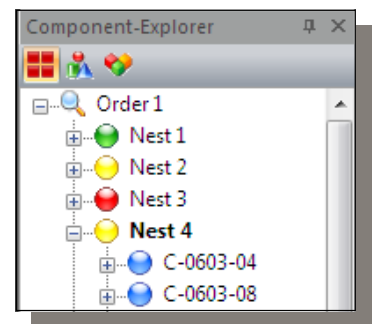 Component-Explorer
Order 1
Nest 1
Nest 2
Nest 3
Nest 4
C-0603-04
C-0603-08